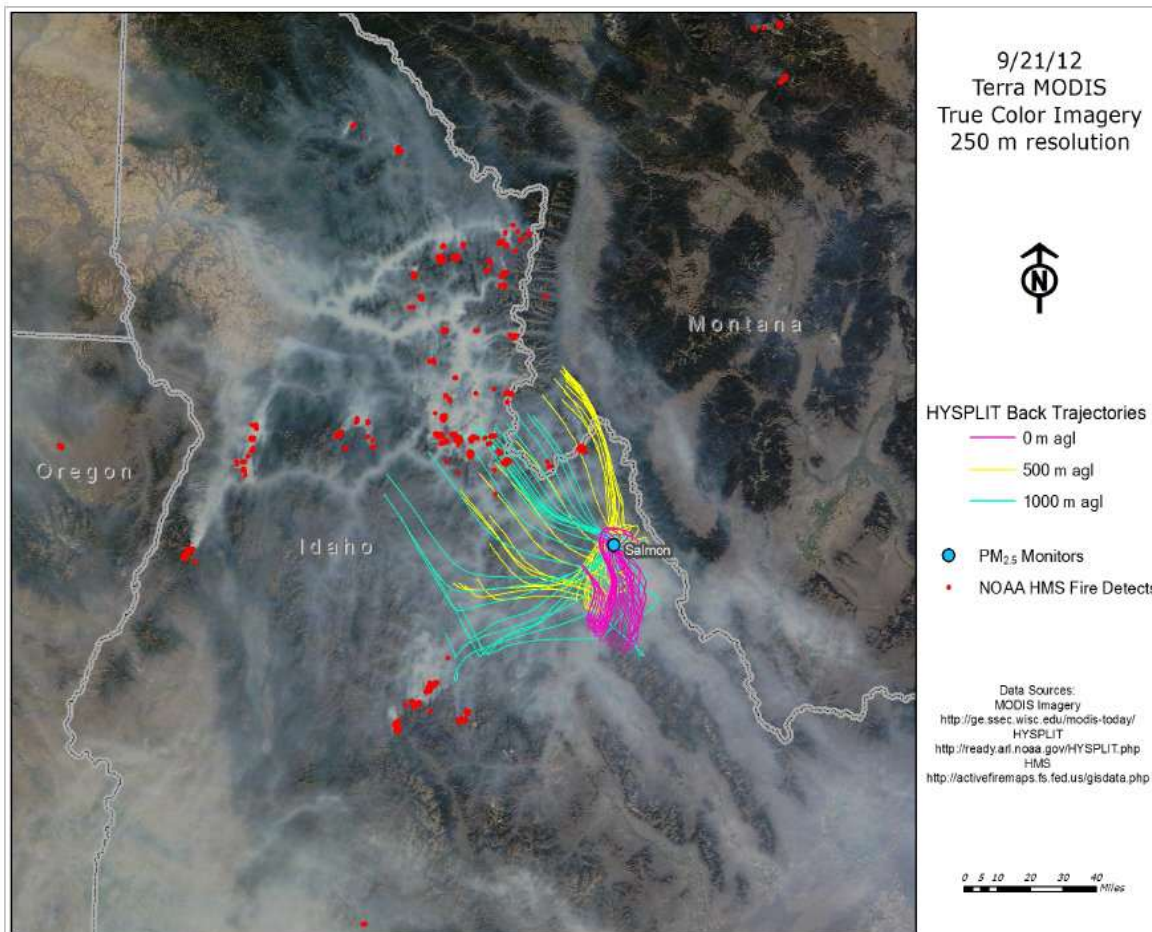 9/21/12
Terra MODIS
True Color Imagery
250 m resolution
N
Montana
Oregon
Idaho
Salmon
HYSPLIT Back Trajectories
0 m agl
500 m agl
1000 m agl
PM2.5 Monitors
NOAA HMS Fire Detects
Data Sources:
MODIS Imagery
http://ge.ssec.wisc.edu/modis-today/
HYSPLIT
http://ready.arl.noaa.gov/HYSPLIT.php
HMS
http://activefiremaps.fs.fed.us/gisdata.php
0 5 10 20 30 40
Miles